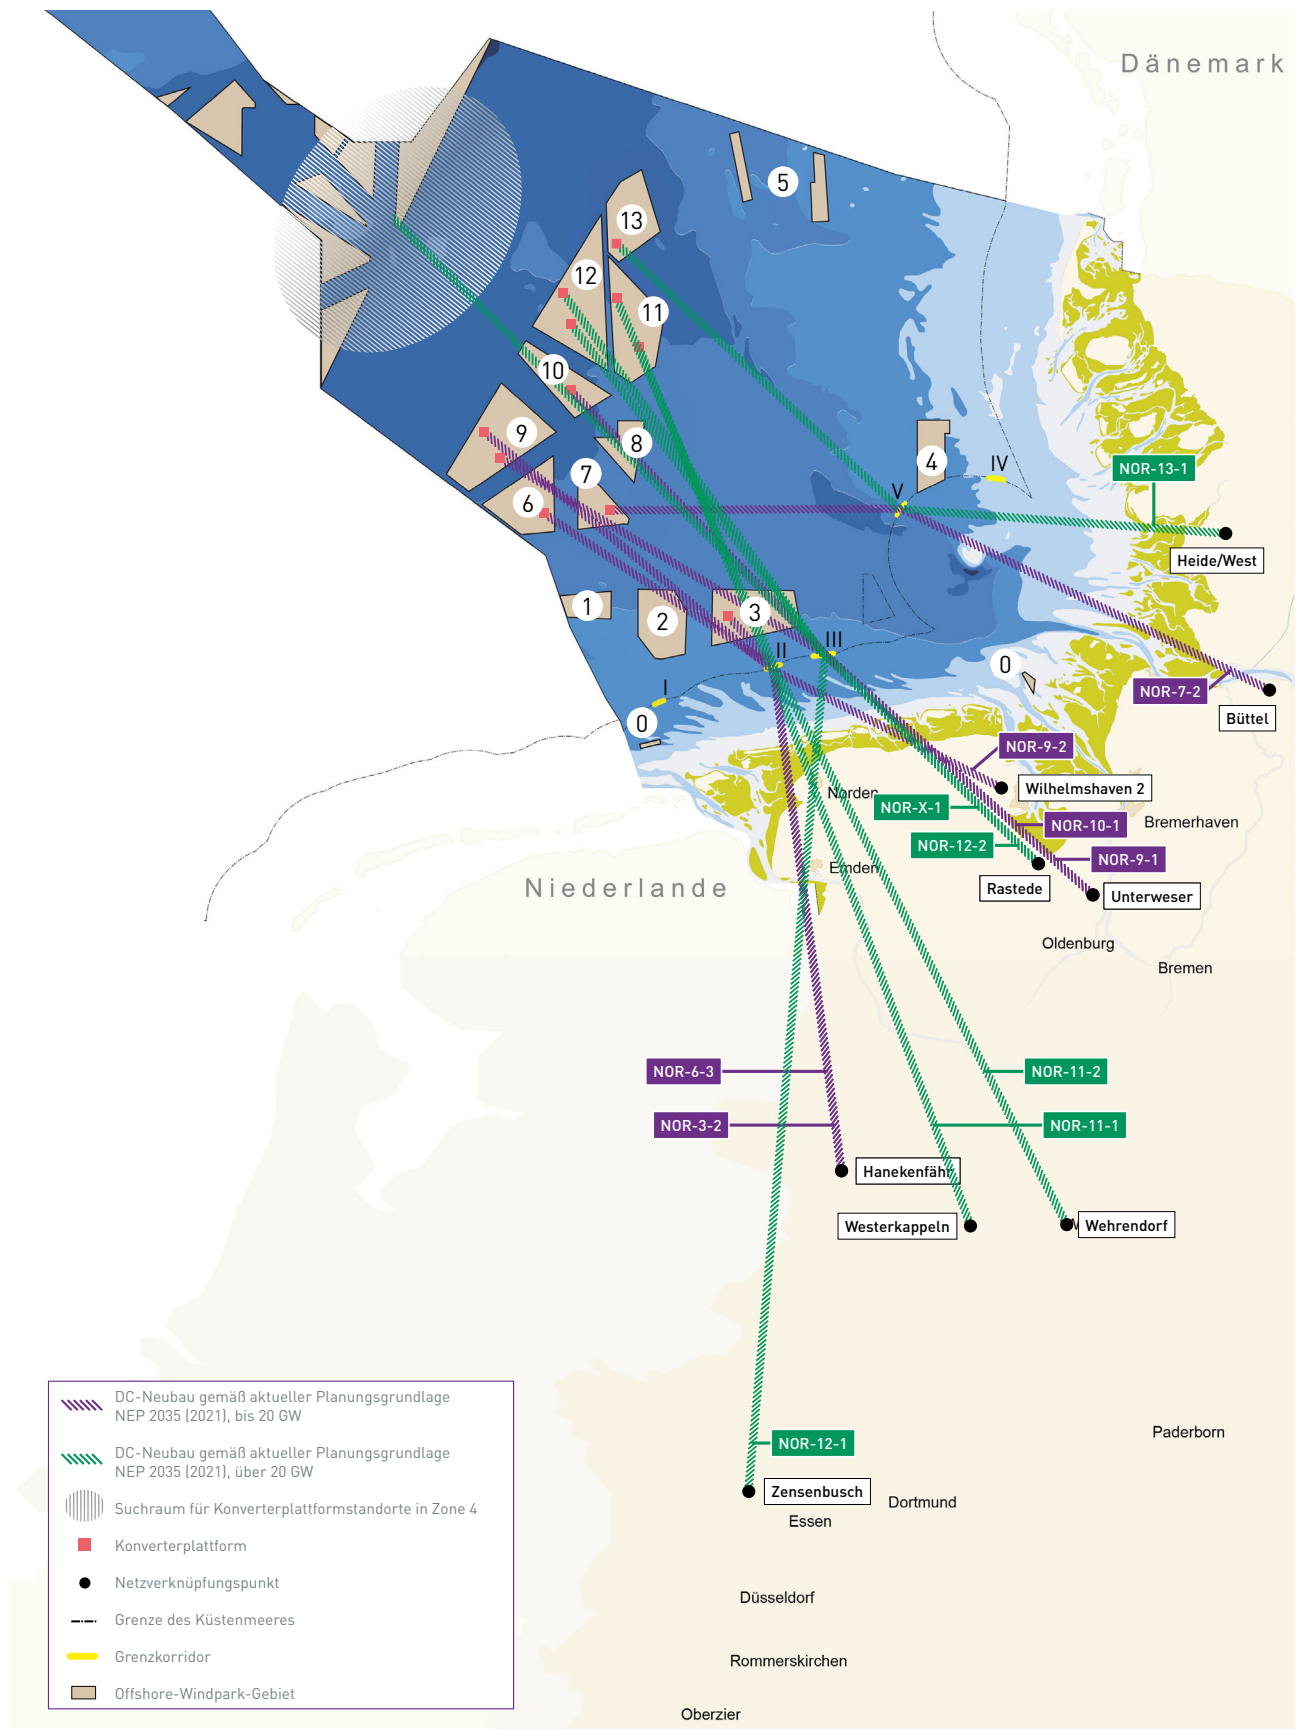 Dänemark
5
13
12
11
10
9
8
7
6
4
IV
V
NOR-13-1
Heide/West
1
2
3
II
III
0
I
0
NOR-7-2
Büttel
NOR-9-2
Wilhelmshaven 2
Norden
NOR-X-1
NOR-10-1
Bremerhaven
NOR-12-2
NOR-9-1
Emden
Niederlande
Rastede
Unterweser
Oldenburg
Bremen
NOR-6-3
NOR-11-2
NOR-3-2
NOR-11-1
Hanekenfähr
Westerkappeln
Wehrendorf
NOR-12-1
Zensenbusch
Paderborn
Dortmund
Essen
Düsseldorf
Rommerskirchen
Oberzier
DC-Neubau gemäß aktueller Planungsgrundlage
NEP 2035 (2021), bis 20 GW
DC-Neubau gemäß aktueller Planungsgrundlage
NEP 2035 (2021), über 20 GW
Suchraum für Konverterplattformstandorte in Zone 4
Konverterplattform
Netzverknüpfungspunkt
Grenze des Küstenmeeres
Grenzkorridor
Offshore-Windpark-Gebiet